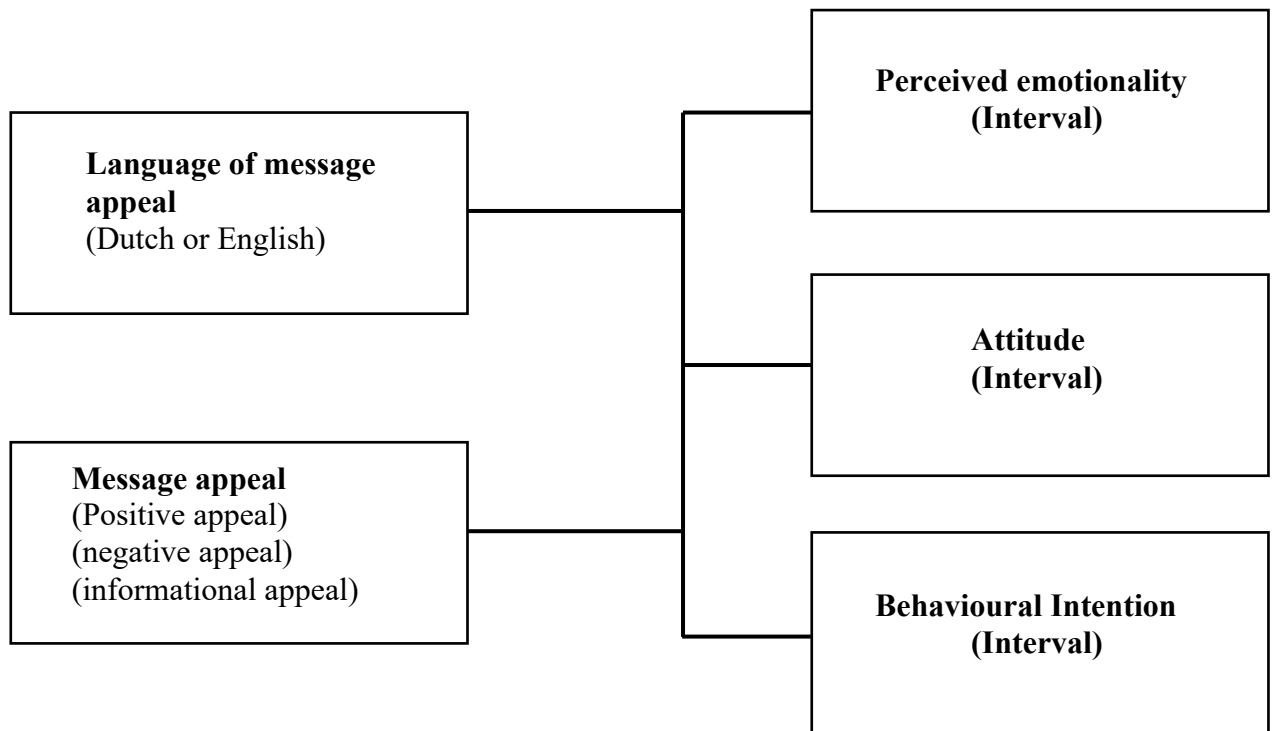 Language of message
appeal
(Dutch or English)
Message appeal
(Positive appeal)
(negative appeal)
(informational appeal)
Perceived emotionality
(Interval)
Attitude
(Interval)
Behavioural Intention
(Interval)